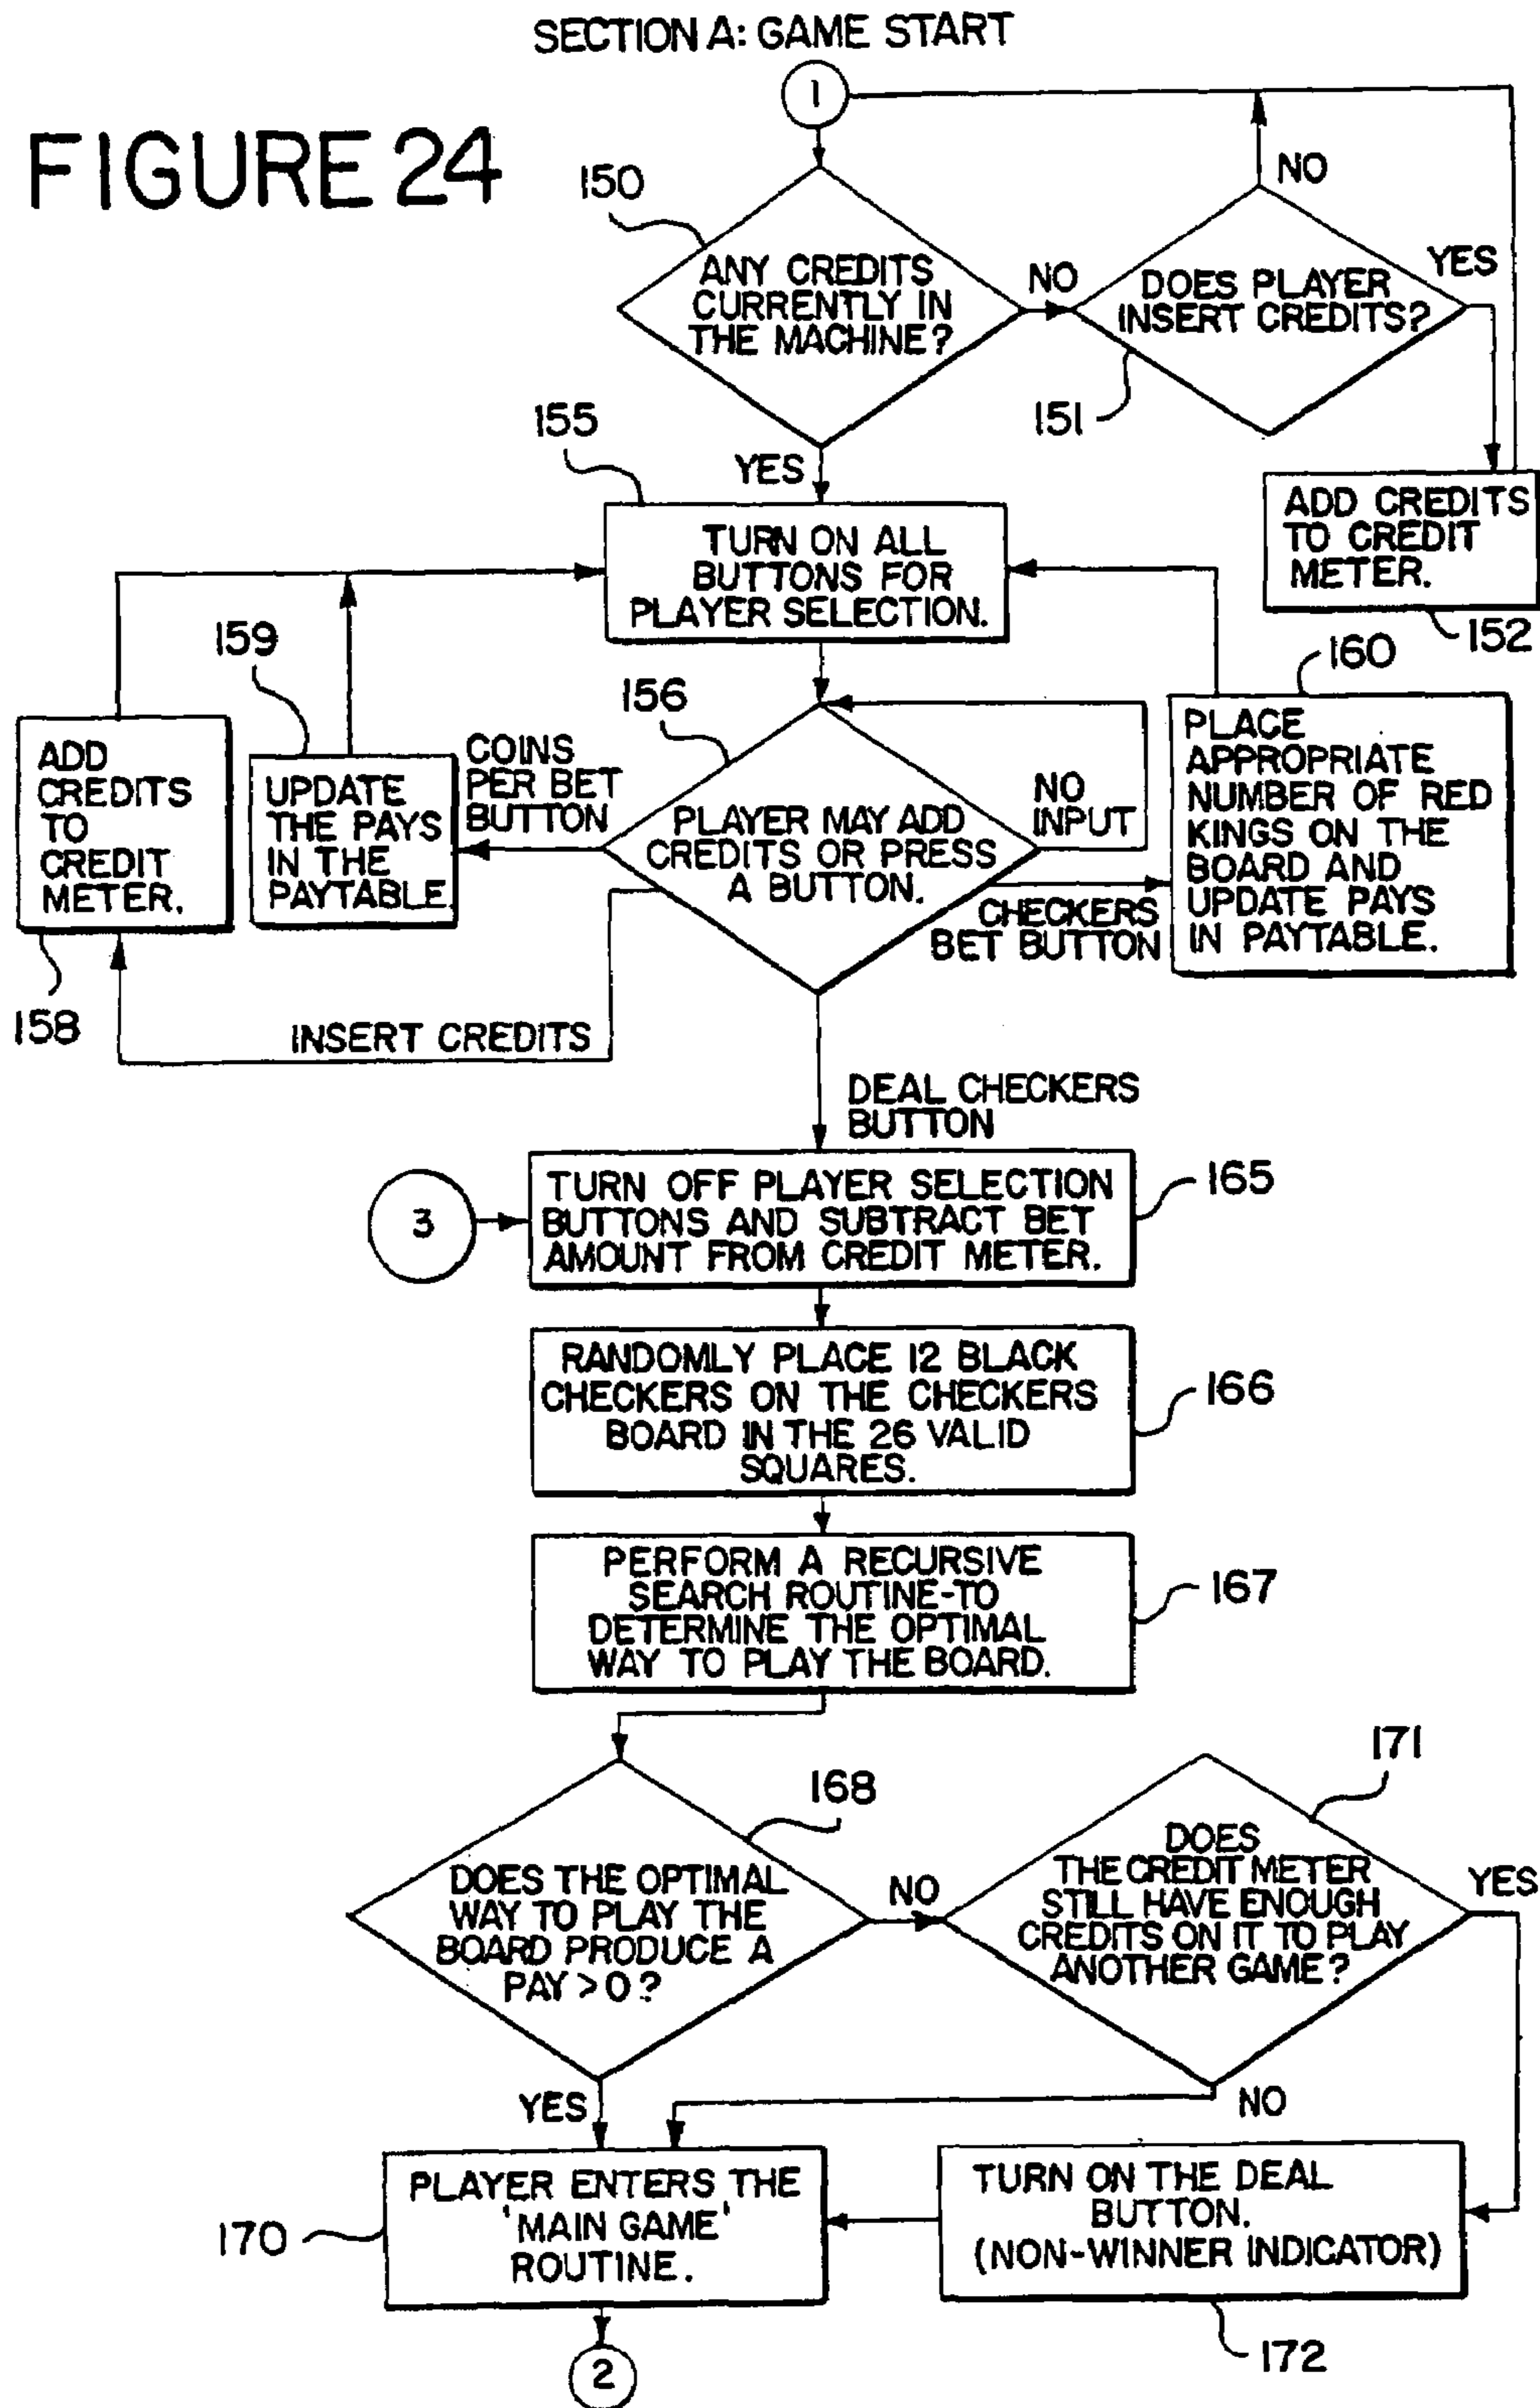 SECTION A: GAME START
1
FIGURE 24
150
NO
ANY CREDITS
CURRENTLY IN
THE MACHINE?
NO
DOES PLAYER
INSERT CREDITS?
YES
151
155
YES
TURN ON ALL
BUTTONS FOR
PLAYER SELECTION.
ADD CREDITS
TO CREDIT
METER.
152
159
160
156
ADD
CREDITS
TO
CREDIT
METER.
158
UPDATE
THE PAYS
IN THE
PAYTABLE.
COINS
PER BET
BUTTON
PLAYER MAY ADD
CREDITS OR PRESS
A BUTTON.
NO
INPUT
CHECKERS
BET BUTTON
PLACE
APPROPRIATE
NUMBER OF RED
KINGS ON THE
BOARD AND
UPDATE PAYS
IN PAYTABLE.
INSERT CREDITS
DEAL CHECKERS
BUTTON
3
TURN OFF PLAYER SELECTION
BUTTONS AND SUBTRACT BET
AMOUNT FROM CREDIT METER.
165
RANDOMLY PLACE 12 BLACK
CHECKERS ON THE CHECKERS
BOARD IN THE 26 VALID
SQUARES.
166
PERFORM A RECURSIVE
SEARCH ROUTINE-TO
DETERMINE THE OPTIMAL
WAY TO PLAY THE BOARD.
167
168
171
DOES THE OPTIMAL
WAY TO PLAY THE
BOARD PRODUCE A
PAY > 0?
NO
DOES
THE CREDIT METER
STILL HAVE ENOUGH
CREDITS ON IT TO PLAY
ANOTHER GAME?
YES
YES
NO
PLAYER ENTERS THE
'MAIN GAME'
ROUTINE.
170
TURN ON THE DEAL
BUTTON.
(NON-WINNER INDICATOR)
172
2